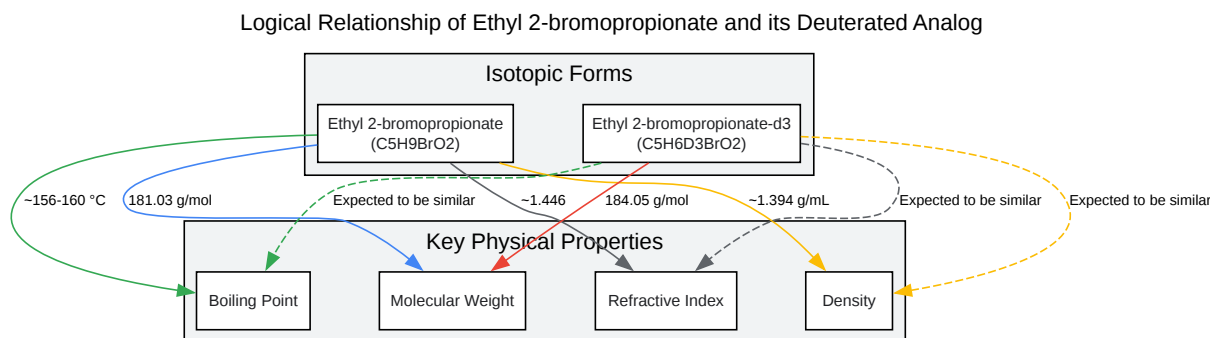 Logical Relationship of Ethyl 2-bromopropionate and its Deuterated Analog
Isotopic Forms
Ethyl 2-bromopropionate
(C5H9BrO2)
Ethyl 2-bromopropionate-d3
(C5H6D3BrO2)
~156-160 °C
181.03 g/mol
Expected to be similar
~1.446
184.05 g/mol
~1.394 g/mL
Expected to be similar
Expected to be similar
Key Physical Properties
Boiling Point
Molecular Weight
Refractive Index
Density